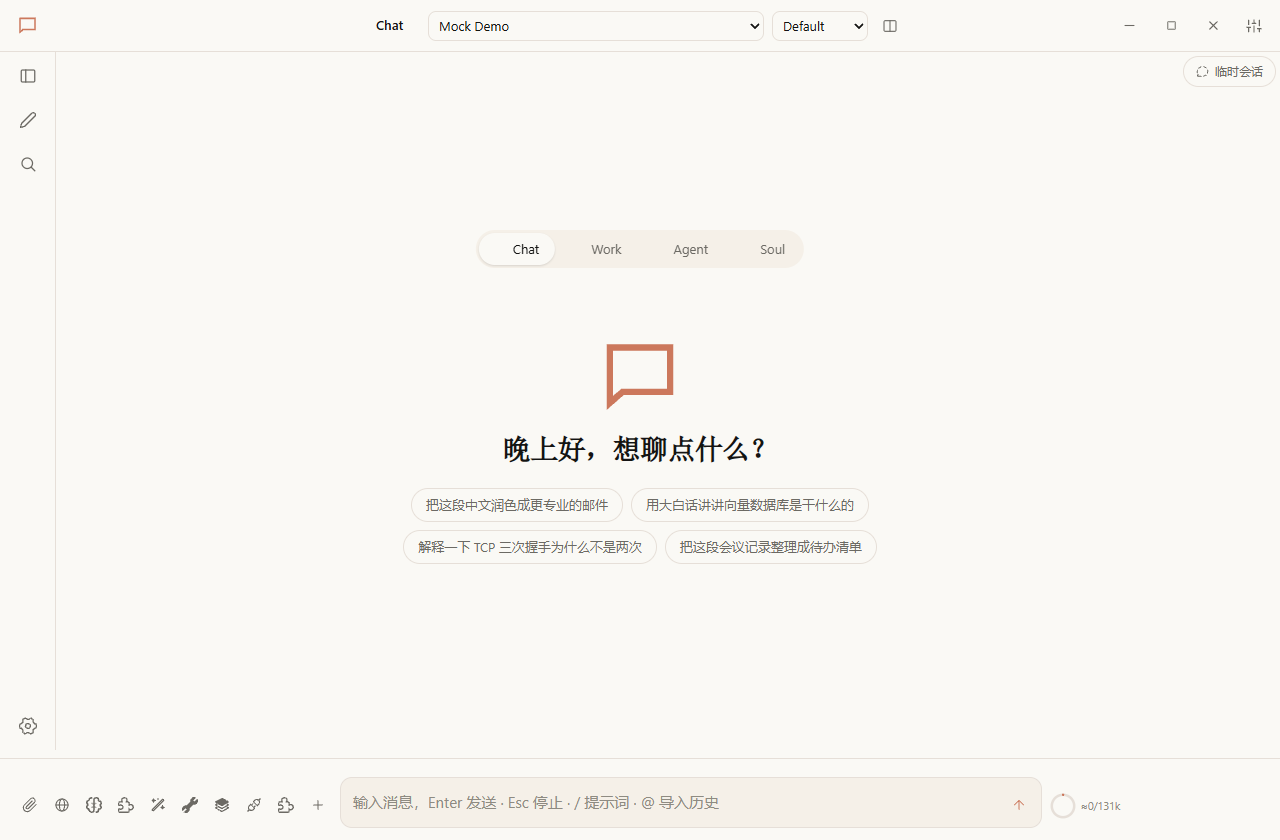 Chat Mock Demo Default
临时会话
Chat Work Agent Soul
晚上好，想聊点什么？
把这段中文润色成更专业的邮件 用大白话讲讲向量数据库是干什么的
解释一下 TCP 三次握手为什么不是两次 把这段会议记录整理成待办清单
输入消息，Enter 发送 · Esc 停止 · / 提示词 · @ 导入历史 ≈0/131k